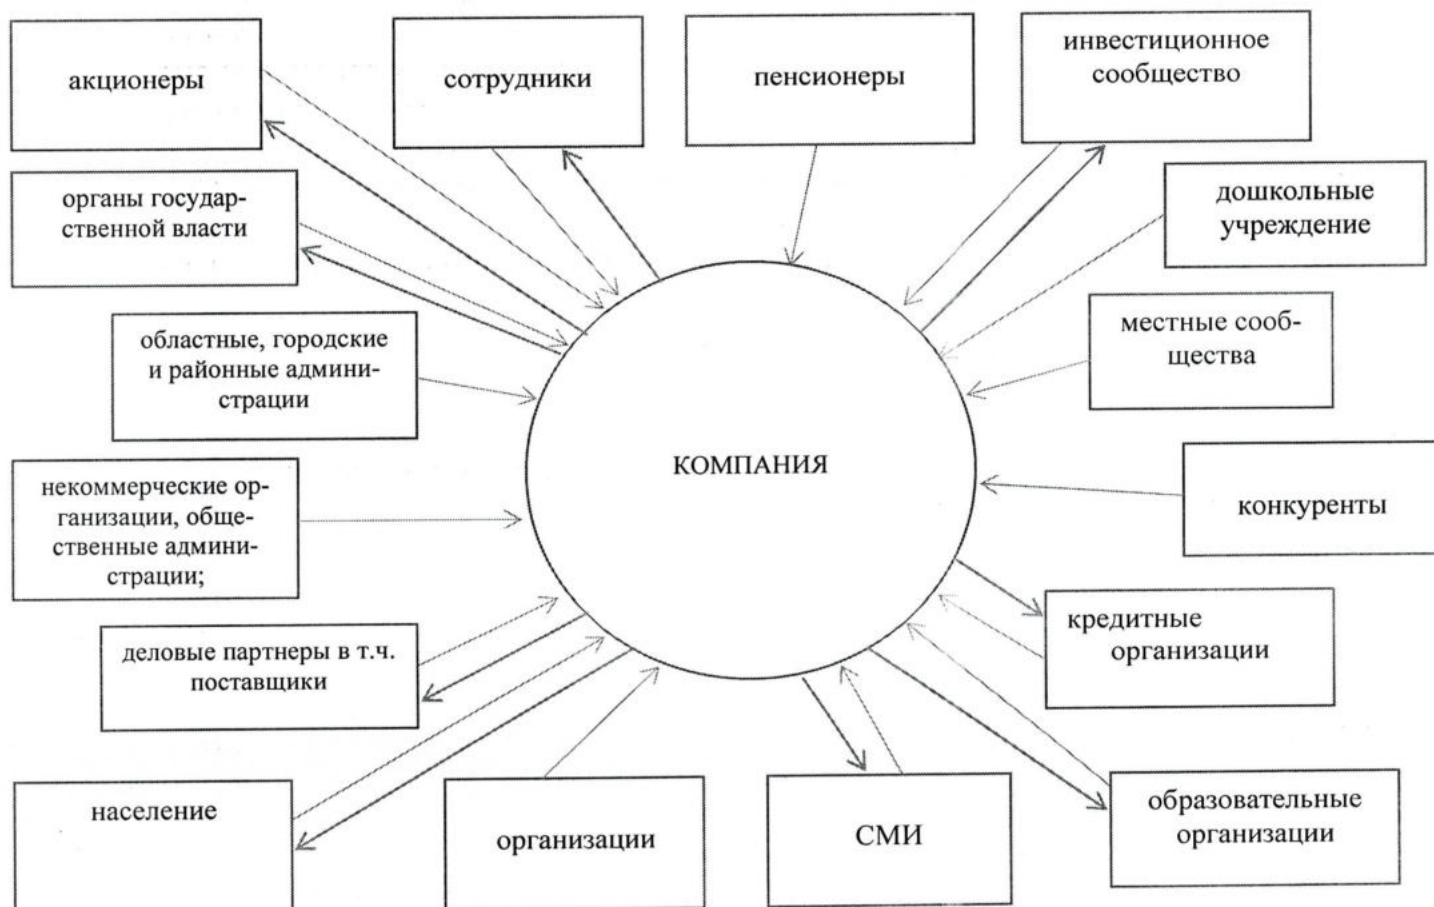 акционеры
сотрудники
пенсионеры
инвестиционное
сообщество
органы государ-
ственной власти
дошкольные
учреждение
областные, городские
и районные админи-
страции
местные сооб-
щества
КОМПАНИЯ
некоммерческие ор-
ганизации, обще-
ственные админи-
страции;
конкуренты
деловые партнеры в т.ч.
поставщики
кредитные
организации
население
организации
СМИ
образовательные
организации